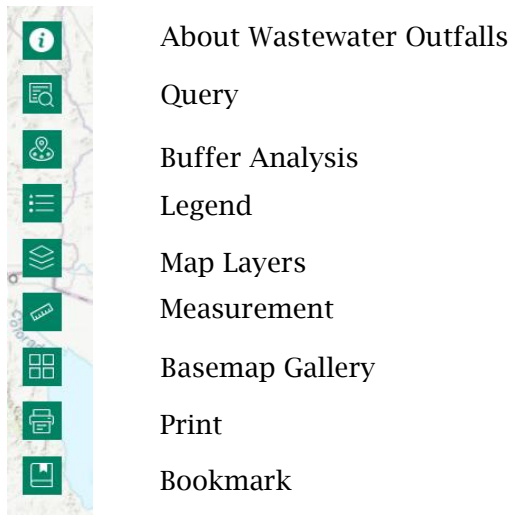 About Wastewater Outfalls
Query
Buffer Analysis
Legend
Map Layers
Measurement
Basemap Gallery
Print
Bookmark